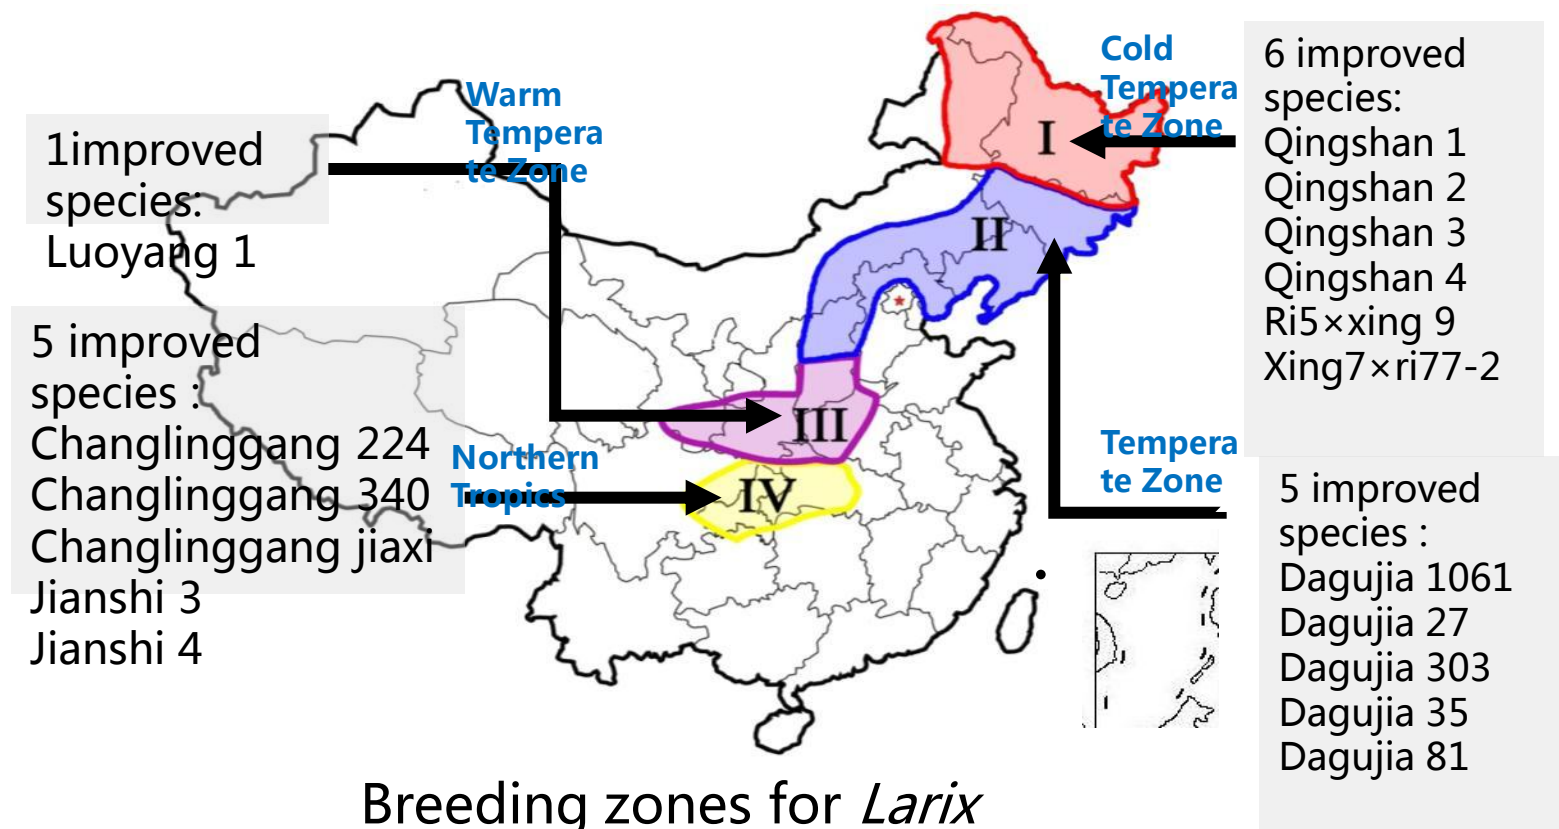 Warm
Tempera
te Zone
Cold
Tempera
te Zone
1improved
species:
Luoyang 1
6 improved
species:
Qingshan 1
Qingshan 2
Qingshan 3
Qingshan 4
Ri5×xing 9
Xing7×ri77-2
I
II
III
IV
5 improved
species :
Changlinggang 224
Changlinggang 340
Changlinggang jiaxi
Jianshi 3
Jianshi 4
Northern
Tropics
Tempera
te Zone
5 improved
species :
Dagujia 1061
Dagujia 27
Dagujia 303
Dagujia 35
Dagujia 81
Breeding zones for Larix